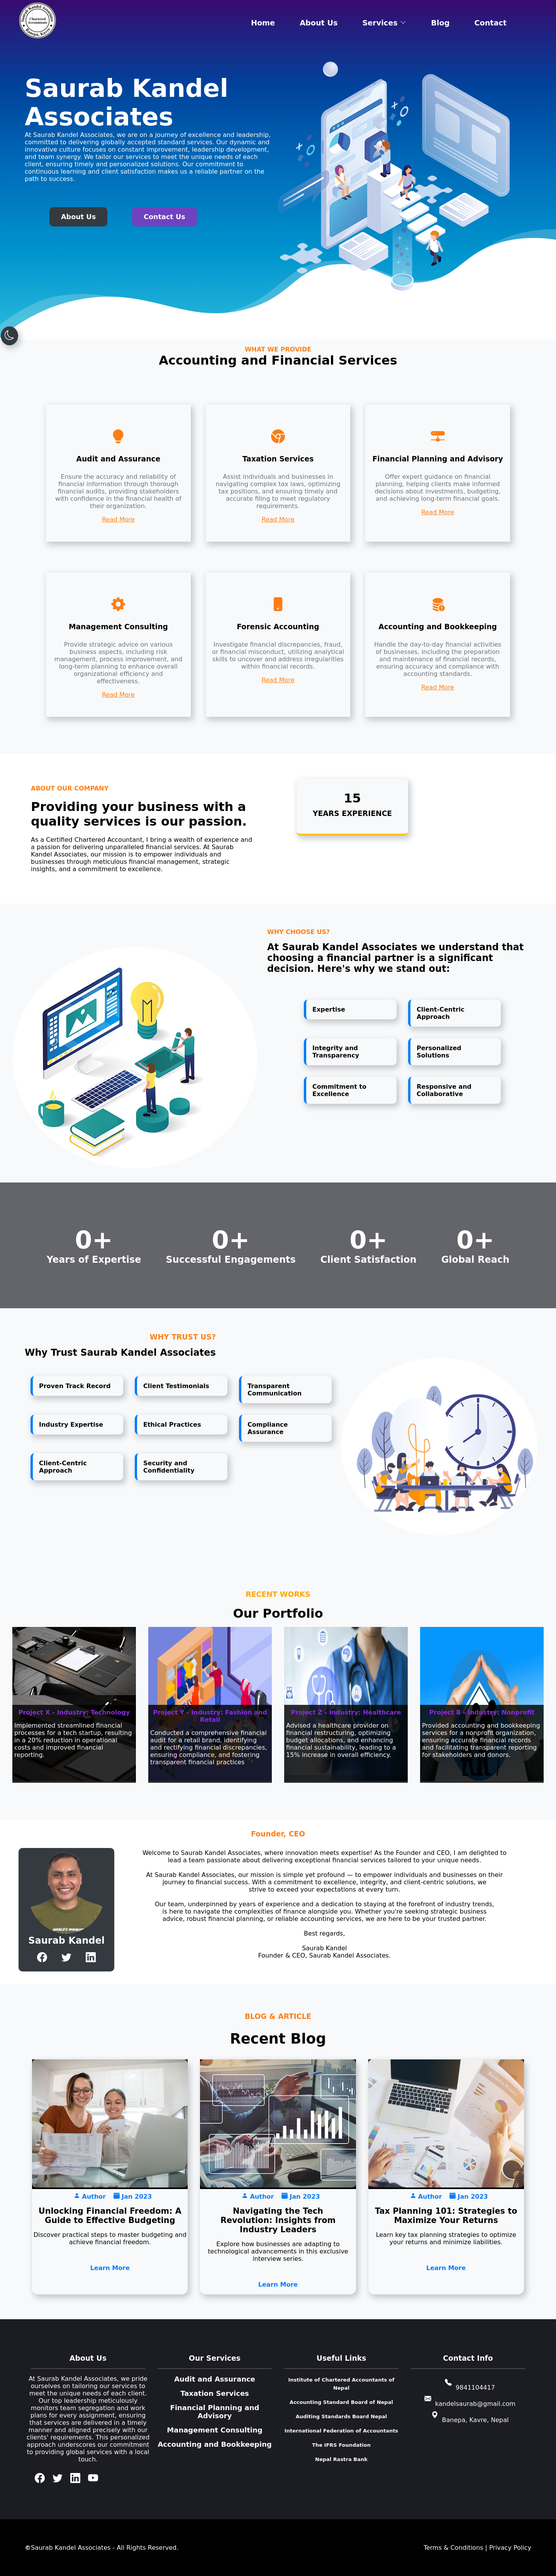 Chartered
Accountants
Home
About Us
Services
Blog
Contact
Saurab Kandel
Associates
At Saurab Kandel Associates, we are on a journey of excellence and leadership,
committed to delivering globally accepted standard services. Our dynamic and
innovative culture focuses on constant improvement, leadership development,
and team synergy. We tailor our services to meet the unique needs of each
client, ensuring timely and personalized solutions. Our commitment to
continuous learning and client satisfaction makes us a reliable partner on the
path to success.
About Us
Contact Us
WHAT WE PROVIDE
Accounting and Financial Services
Audit and Assurance
Ensure the accuracy and reliability of
financial information through thorough
financial audits, providing stakeholders
with confidence in the financial health of
their organization.
Read More
Taxation Services
Assist individuals and businesses in
navigating complex tax laws, optimizing
tax positions, and ensuring timely and
accurate filing to meet regulatory
requirements.
Read More
Financial Planning and Advisory
Offer expert guidance on financial
planning, helping clients make informed
decisions about investments, budgeting,
and achieving long-term financial goals.
Read More
Management Consulting
Provide strategic advice on various
business aspects, including risk
management, process improvement, and
long-term planning to enhance overall
organizational efficiency and
effectiveness.
Read More
Forensic Accounting
Investigate financial discrepancies, fraud,
or financial misconduct, utilizing analytical
skills to uncover and address irregularities
within financial records.
Read More
Accounting and Bookkeeping
Handle the day-to-day financial activities
of businesses, including the preparation
and maintenance of financial records,
ensuring accuracy and compliance with
accounting standards.
Read More
ABOUT OUR COMPANY
Providing your business with a
quality services is our passion.
As a Certified Chartered Accountant, I bring a wealth of experience and
a passion for delivering unparalleled financial services. At Saurab
Kandel Associates, our mission is to empower individuals and
businesses through meticulous financial management, strategic
insights, and a commitment to excellence.
15
YEARS EXPERIENCE
WHY CHOOSE US?
At Saurab Kandel Associates we understand that
choosing a financial partner is a significant
decision. Here's why we stand out:
Expertise
Client-Centric
Approach
Integrity and
Transparency
Personalized
Solutions
Commitment to
Excellence
Responsive and
Collaborative
0+
Years of Expertise
0+
Successful Engagements
0+
Client Satisfaction
0+
Global Reach
WHY TRUST US?
Why Trust Saurab Kandel Associates
Proven Track Record
Client Testimonials
Transparent
Communication
Industry Expertise
Ethical Practices
Compliance
Assurance
Client-Centric
Approach
Security and
Confidentiality
RECENT WORKS
Our Portfolio
Project X - Industry: Technology
Implemented streamlined financial
processes for a tech startup, resulting
in a 20% reduction in operational
costs and improved financial
reporting.
Project Y - Industry: Fashion and
Retail
Conducted a comprehensive financial
audit for a retail brand, identifying
and rectifying financial discrepancies,
ensuring compliance, and fostering
transparent financial practices
Project Z - Industry: Healthcare
Advised a healthcare provider on
financial restructuring, optimizing
budget allocations, and enhancing
financial sustainability, leading to a
15% increase in overall efficiency.
Project B - Industry: Nonprofit
Provided accounting and bookkeeping
services for a nonprofit organization,
ensuring accurate financial records
and facilitating transparent reporting
for stakeholders and donors.
Founder, CEO
Saurab Kandel
Welcome to Saurab Kandel Associates, where innovation meets expertise! As the Founder and CEO, I am delighted to
lead a team passionate about delivering exceptional financial services tailored to your unique needs.
At Saurab Kandel Associates, our mission is simple yet profound — to empower individuals and businesses on their
journey to financial success. With a commitment to excellence, integrity, and client-centric solutions, we
strive to exceed your expectations at every turn.
Our team, underpinned by years of experience and a dedication to staying at the forefront of industry trends,
is here to navigate the complexities of finance alongside you. Whether you're seeking strategic business
advice, robust financial planning, or reliable accounting services, we are here to be your trusted partner.
Best regards,
Saurab Kandel
Founder & CEO, Saurab Kandel Associates.
BLOG & ARTICLE
Recent Blog
Author Jan 2023
Unlocking Financial Freedom: A
Guide to Effective Budgeting
Discover practical steps to master budgeting and
achieve financial freedom.
Learn More
Author Jan 2023
Navigating the Tech
Revolution: Insights from
Industry Leaders
Explore how businesses are adapting to
technological advancements in this exclusive
interview series.
Learn More
Author Jan 2023
Tax Planning 101: Strategies to
Maximize Your Returns
Learn key tax planning strategies to optimize
your returns and minimize liabilities.
Learn More
About Us
At Saurab Kandel Associates, we pride
ourselves on tailoring our services to
meet the unique needs of each client.
Our top leadership meticulously
monitors team segregation and work
plans for every assignment, ensuring
that services are delivered in a timely
manner and aligned precisely with our
clients' requirements. This personalized
approach underscores our commitment
to providing global services with a local
touch.
Our Services
Audit and Assurance
Taxation Services
Financial Planning and
Advisory
Management Consulting
Accounting and Bookkeeping
Useful Links
Institute of Chartered Accountants of
Nepal
Accounting Standard Board of Nepal
Auditing Standards Board Nepal
International Federation of Accountants
The IFRS Foundation
Nepal Rastra Bank
Contact Info
9841104417
kandelsaurab@gmail.com
Banepa, Kavre, Nepal
©Saurab Kandel Associates - All Rights Reserved.
Terms & Conditions | Privacy Policy